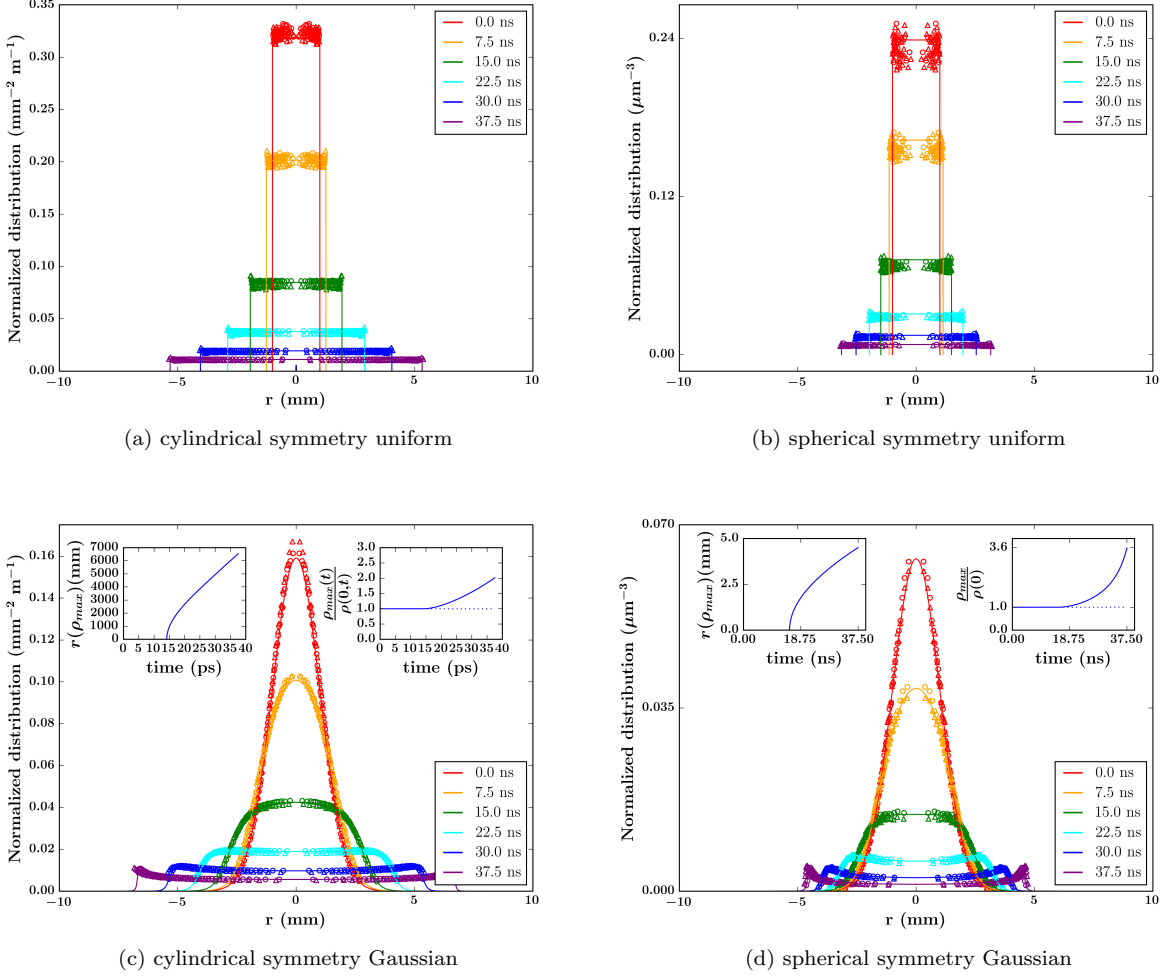 0.35
0.30
0.25
0.20
0.15
0.10
0.05
0.00
Normalized distribution (mm⁻² m⁻¹)
0.0 ns
7.5 ns
15.0 ns
22.5 ns
30.0 ns
37.5 ns
−10 −5 0 5 10
r (mm)
(a) cylindrical symmetry uniform
0.24
0.12
0.00
Normalized distribution (μm⁻³)
0.0 ns
7.5 ns
15.0 ns
22.5 ns
30.0 ns
37.5 ns
−10 −5 0 5 10
r (mm)
(b) spherical symmetry uniform
0.16
0.14
0.12
0.10
0.08
0.06
0.04
0.02
0.00
Normalized distribution (mm⁻² m⁻¹)
7000
6000
5000
4000
3000
2000
1000
0
r(ρmax)(mm)
0 5 10 15 20 25 30 35 40
time (ps)
3.0
2.5
2.0
1.5
1.0
0.5
0.0
ρmax(t)
ρ(0,t)
0 5 10 15 20 25 30 35 40
time (ps)
0.0 ns
7.5 ns
15.0 ns
22.5 ns
30.0 ns
37.5 ns
−10 −5 0 5 10
r (mm)
(c) cylindrical symmetry Gaussian
0.070
0.035
0.000
Normalized distribution (μm⁻³)
5.0
2.5
0.0
r(ρmax)(mm)
0.00 18.75 37.50
time (ns)
3.6
1.0
0.0
ρmax
ρ(0)
0.00 18.75 37.50
time (ns)
0.0 ns
7.5 ns
15.0 ns
22.5 ns
30.0 ns
37.5 ns
−10 −5 0 5 10
r (mm)
(d) spherical symmetry Gaussian